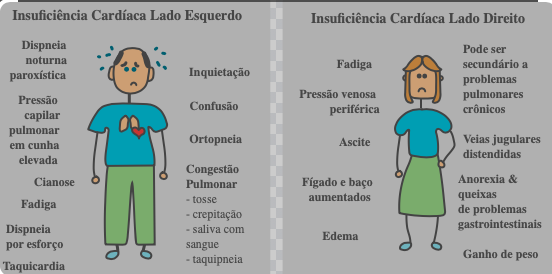 Insuficiência Cardíaca Lado Esquerdo
Dispneia
noturna
paroxística
Pressão
capilar
pulmonar
em cunha
elevada
Cianose
Fadiga
Dispneia
por esforço
Taquicardia
Inquietação
Confusão
Ortopneia
Congestão
Pulmonar
- tosse
- crepitação
- saliva com
sangue
- taquipneia
Insuficiência Cardíaca Lado Direito
Fadiga
Pressão venosa
periférica
Ascite
Fígado e baço
aumentados
Edema
Pode ser
secundário a
problemas
pulmonares
crônicos
Veias jugulares
distendidas
Anorexia &
queixas
de problemas
gastrointestinais
Ganho de peso